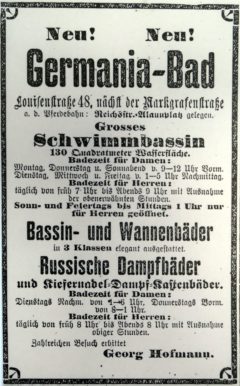 Neu! Neu!
Germania-Bad
Louisenstraße 48, nächst der Markgrafenstraße
a. d. Pferdebahn: Reichsstr.-Alaunplatz gelegen.
Grosses
Schwimmbassin
130 Quadratmeter Wasserfläche.
Badezeit für Damen:
Montag, Donnerstag u. Sonnabend v. 9—12 Uhr Vorm.
Dienstag, Mittwoch u. Freitag v. 1—5 Uhr Nachmittag.
Badezeit für Herren:
täglich von früh 7 bis Abends 9 Uhr mit Ausnahme
der obenerwähnten Stunden.
Sonn- und Feiertags bis Mittags 1 Uhr nur
für Herren geöffnet.
Bassin- und Wannenbäder
in 3 Klassen elegant ausgestattet.
Russische Dampfbäder
und Kiefernadel-Dampf-Kastenbäder.
Badezeit für Damen:
Dienstags Nachm. von 1—6 Uhr, Donnerstags Vorm.
von 8—1 Uhr.
Badezeit für Herren:
täglich von früh 8 Uhr bis Abends 8 Uhr mit Ausnahme
obiger Stunden.
Zahlreichen Besuch erbittet
Georg Hofmann.